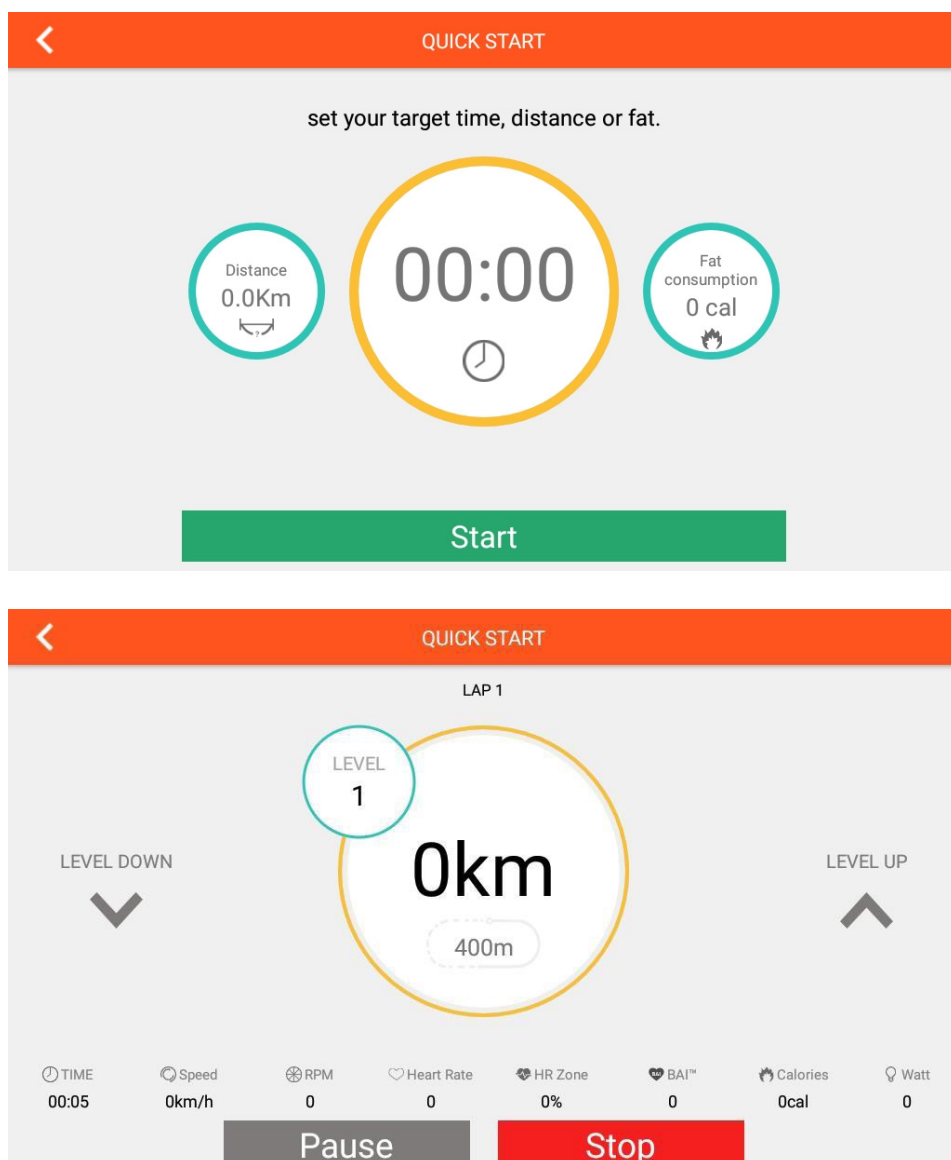 QUICK START
set your target time, distance or fat.
Distance
0.0Km
?
00:00
Fat
consumption
0 cal
Start
QUICK START
LAP 1
LEVEL
1
LEVEL DOWN
0km
400m
LEVEL UP
TIME Speed RPM Heart Rate HR Zone BAI BAI™ Calories Watt
00:05 0km/h 0 0 0% 0 0cal 0
Pause Stop